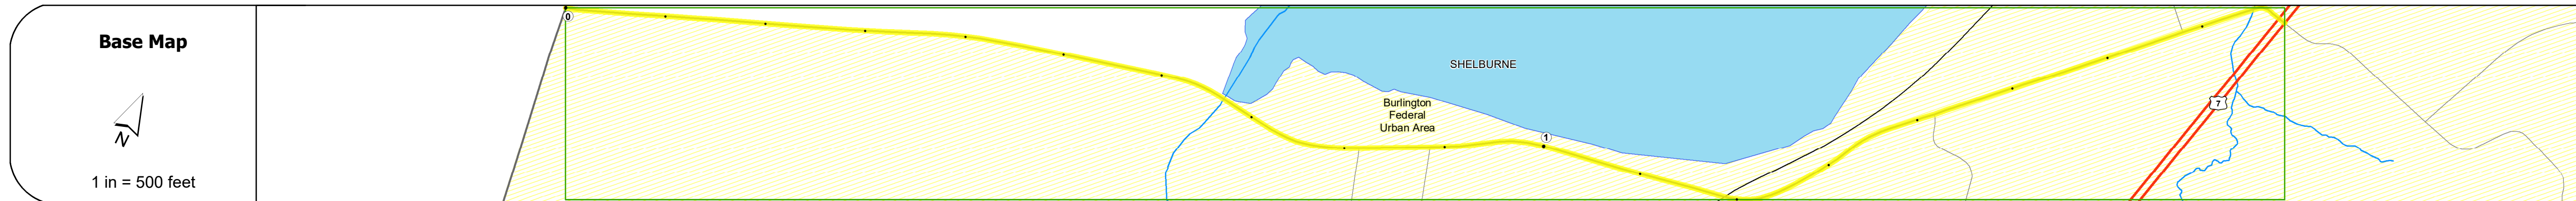 Base Map
N
1 in = 500 feet
0
SHELBURNE
Burlington
Federal
Urban Area
1
7